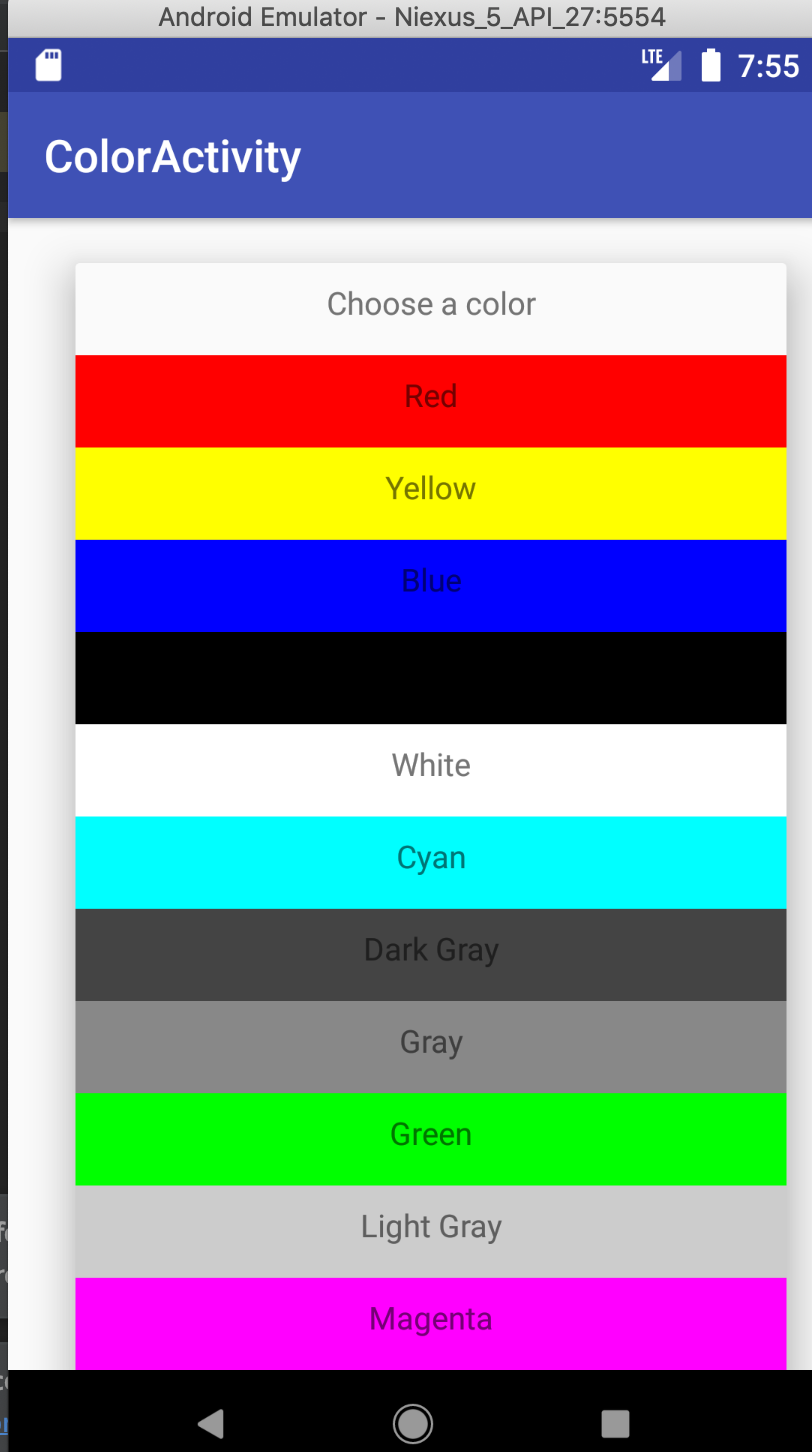 Android Emulator - Niexus_5_API_27:5554
LTE 7:55
ColorActivity
Choose a color
Red
Yellow
Blue
White
Cyan
Dark Gray
Gray
Green
Light Gray
Magenta